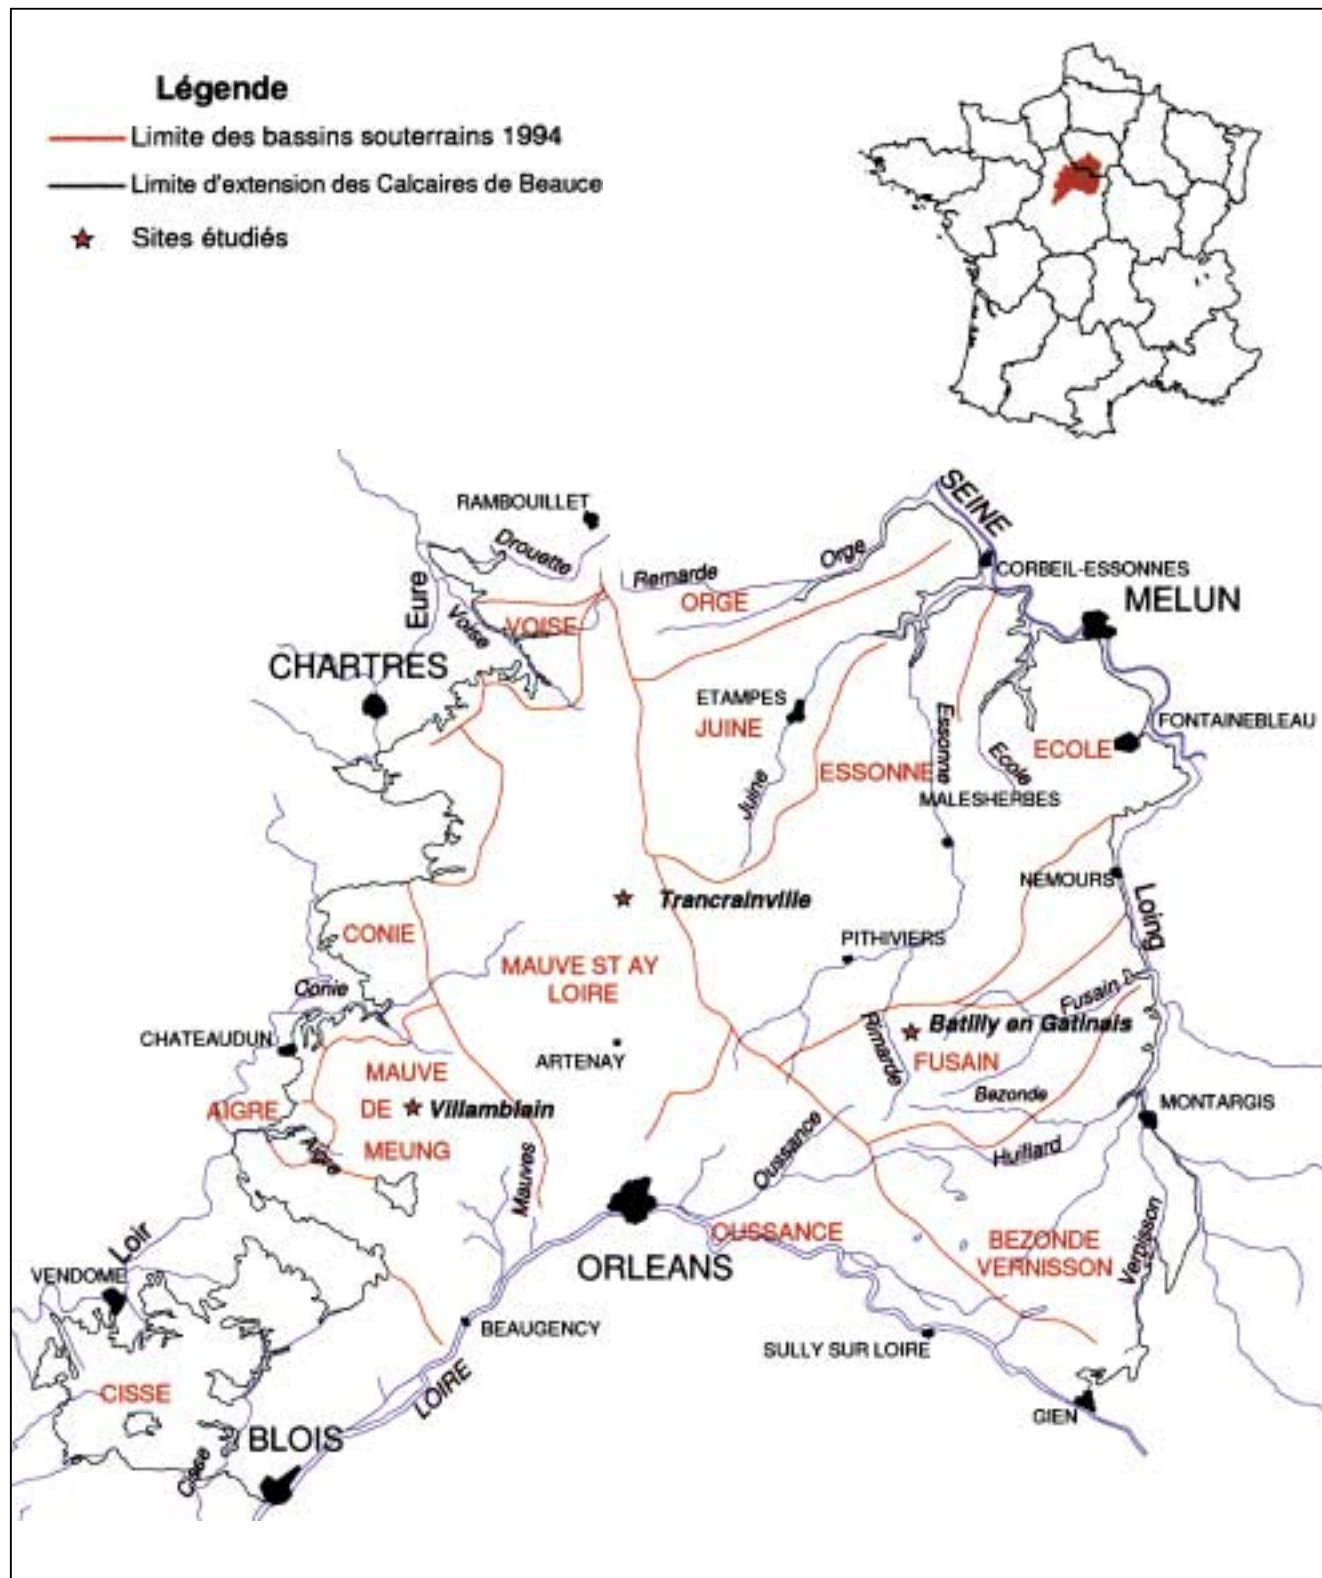 Légende
Limite des bassins souterrains 1994
Limite d'extension des Calcaires de Beauce
Sites étudiés
SEINE
RAMBOUILLET
Drouette
Orge
Remarde
CORBEIL-ESSONNES
Eure
ORGE
MELUN
Voise
VOISE
CHARTRES
ETAMPES
JUINE
Essonne
FONTAINEBLEAU
ECOLE
Ecole
ESSONNE
Juine
MALESHERBES
NEMOURS
Trancrainville
Loing
CONIE
PITHIVIERS
MAUVE ST AY
LOIRE
Conie
Fusain
Batilly en Gatinais
CHATEAUDUN
ARTENAY
Rimarde
FUSAIN
MAUVE
DE
MEUNG
Villamblain
AIGRE
Bezonde
MONTARGIS
Aigre
Mauves
Oussance
Huillard
Loir
OUSSANCE
BEZONDE
VERNISSON
Vernisson
ORLEANS
VENDOME
BEAUGENCY
SULLY SUR LOIRE
CISSE
LOIRE
GIEN
BLOIS
Cisse